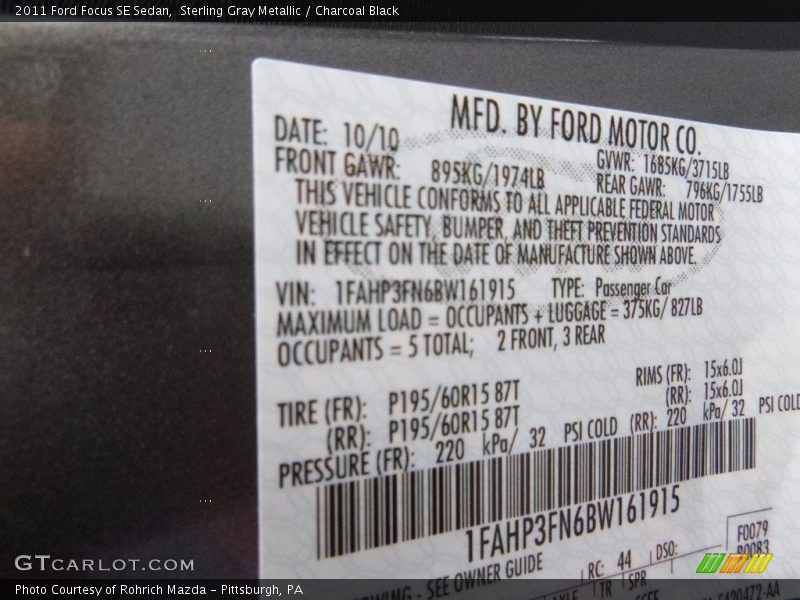 2011 Ford Focus SE Sedan, Sterling Gray Metallic / Charcoal Black
MFD. BY FORD MOTOR CO.
DATE: 10/10 GVWR: 1685KG/3715LB
FRONT GAWR: 895KG/1974LB REAR GAWR: 796KG/1755LB
THIS VEHICLE CONFORMS TO ALL APPLICABLE FEDERAL MOTOR
VEHICLE SAFETY, BUMPER, AND THEFT PREVENTION STANDARDS
IN EFFECT ON THE DATE OF MANUFACTURE SHOWN ABOVE.
VIN: 1FAHP3FN6BW161915 TYPE: Passenger Car
MAXIMUM LOAD = OCCUPANTS + LUGGAGE = 375KG/ 827LB
OCCUPANTS = 5 TOTAL; 2 FRONT, 3 REAR
TIRE (FR): P195/60R15 87T RIMS (FR): 15x6.0J
(RR): P195/60R15 87T (RR): 15x6.0J
PRESSURE (FR): 220 kPa/ 32 PSI COLD (RR): 220 kPa/ 32 PSI COLD
1FAHP3FN6BW161915
- SEE OWNER GUIDE
RC: 44 DSO: F0079
TR SPR
GTCARLOT.COM
Photo Courtesy of Rohrich Mazda - Pittsburgh, PA